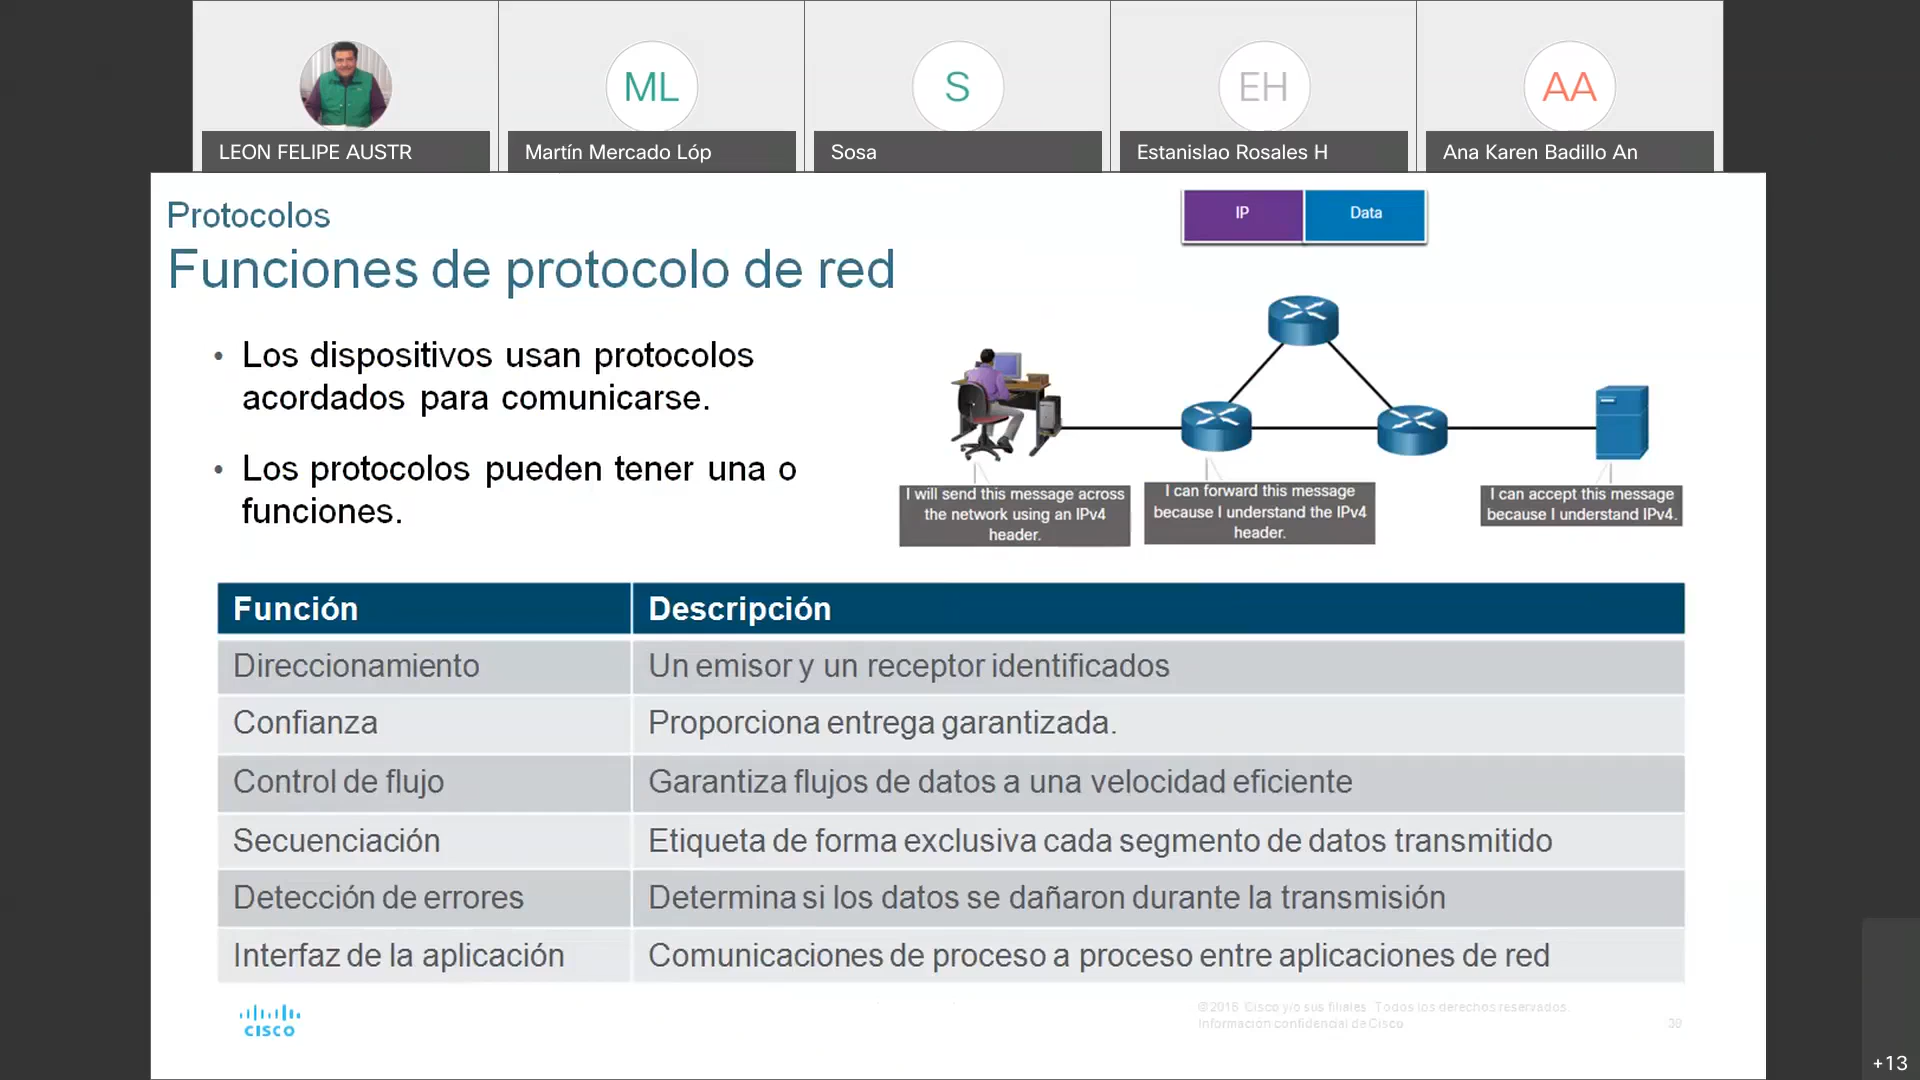 ML
S
EH
AA
LEON FELIPE AUSTR
Martín Mercado Lóp
Sosa
Estanislao Rosales H
Ana Karen Badillo An
Protocolos
Funciones de protocolo de red
IP
Data
• Los dispositivos usan protocolos
acordados para comunicarse.
• Los protocolos pueden tener una o
funciones.
I will send this message across
the network using an IPv4
header.
I can forward this message
because I understand the IPv4
header.
I can accept this message
because I understand IPv4.
Función Descripción
Direccionamiento Un emisor y un receptor identificados
Confianza Proporciona entrega garantizada.
Control de flujo Garantiza flujos de datos a una velocidad eficiente
Secuenciación Etiqueta de forma exclusiva cada segmento de datos transmitido
Detección de errores Determina si los datos se dañaron durante la transmisión
Interfaz de la aplicación Comunicaciones de proceso a proceso entre aplicaciones de red
CISCO
Cisco y/o sus filiales. Todos los derechos reservados.
Información confidencial de Cisco
+13